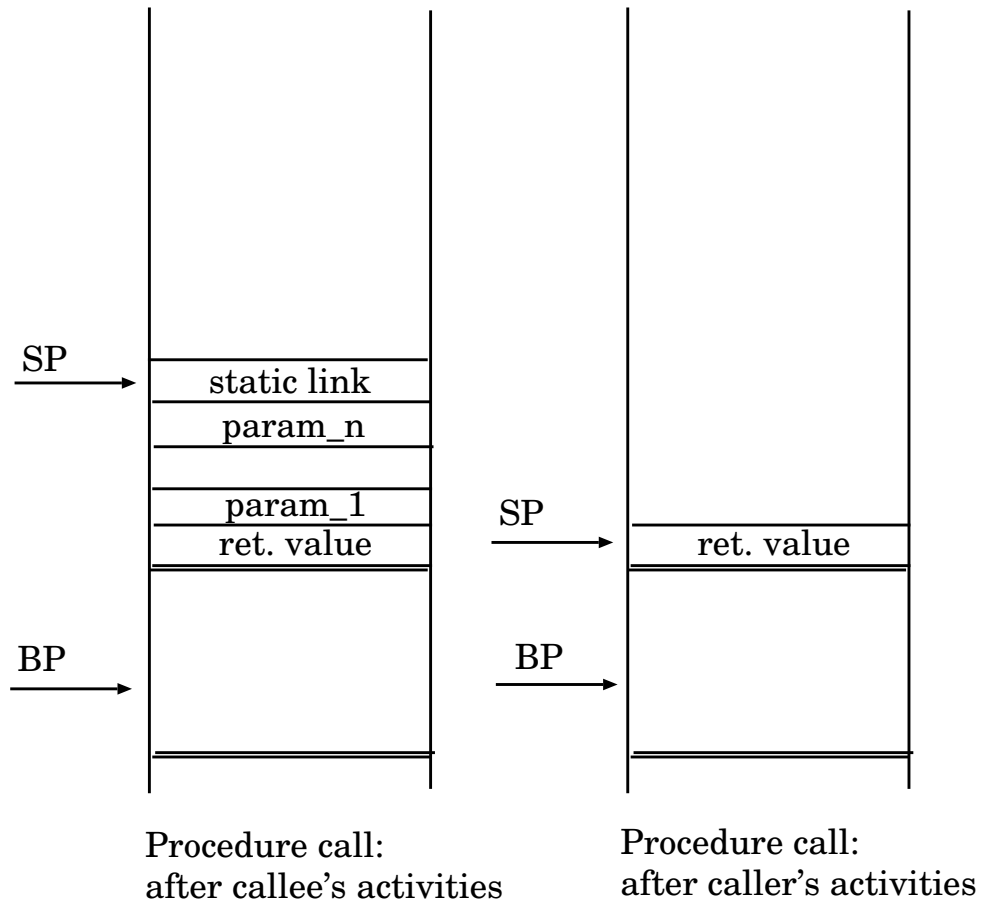 SP
static link
param_n
param_1
ret. value
BP
Procedure call:
after callee's activities
SP
ret. value
BP
Procedure call:
after caller's activities